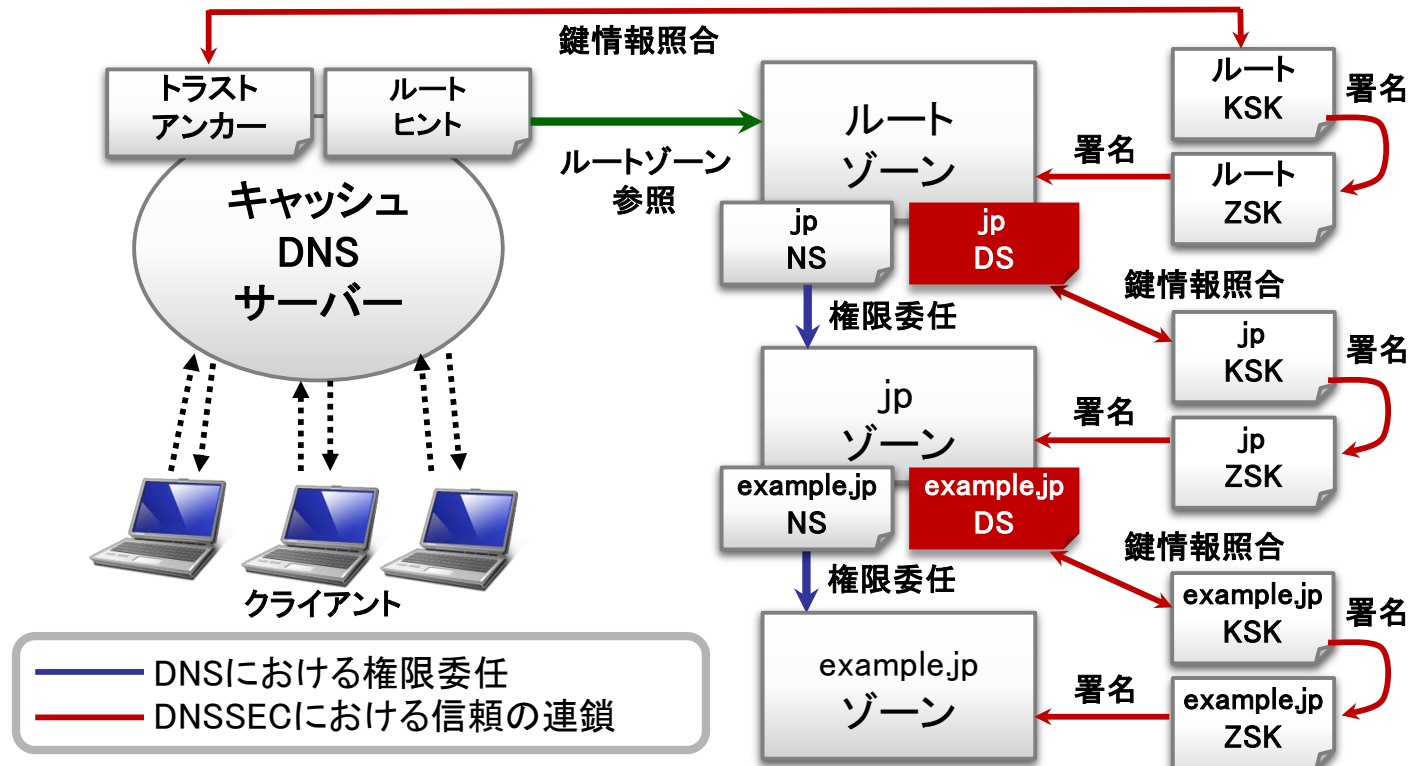 鍵情報照合
トラスト
アンカー
ルート
ヒント
キャッシュ
DNS
サーバー
ルートゾーン
参照
クライアント
ルート
ゾーン
jp
NS
jp
DS
権限委任
jp
ゾーン
example.jp
NS
example.jp
DS
権限委任
example.jp
ゾーン
ルート
KSK
署名
署名
ルート
ZSK
鍵情報照合
jp
KSK
署名
署名
jp
ZSK
鍵情報照合
example.jp
KSK
署名
署名
example.jp
ZSK
DNSにおける権限委任
DNSSECにおける信頼の連鎖